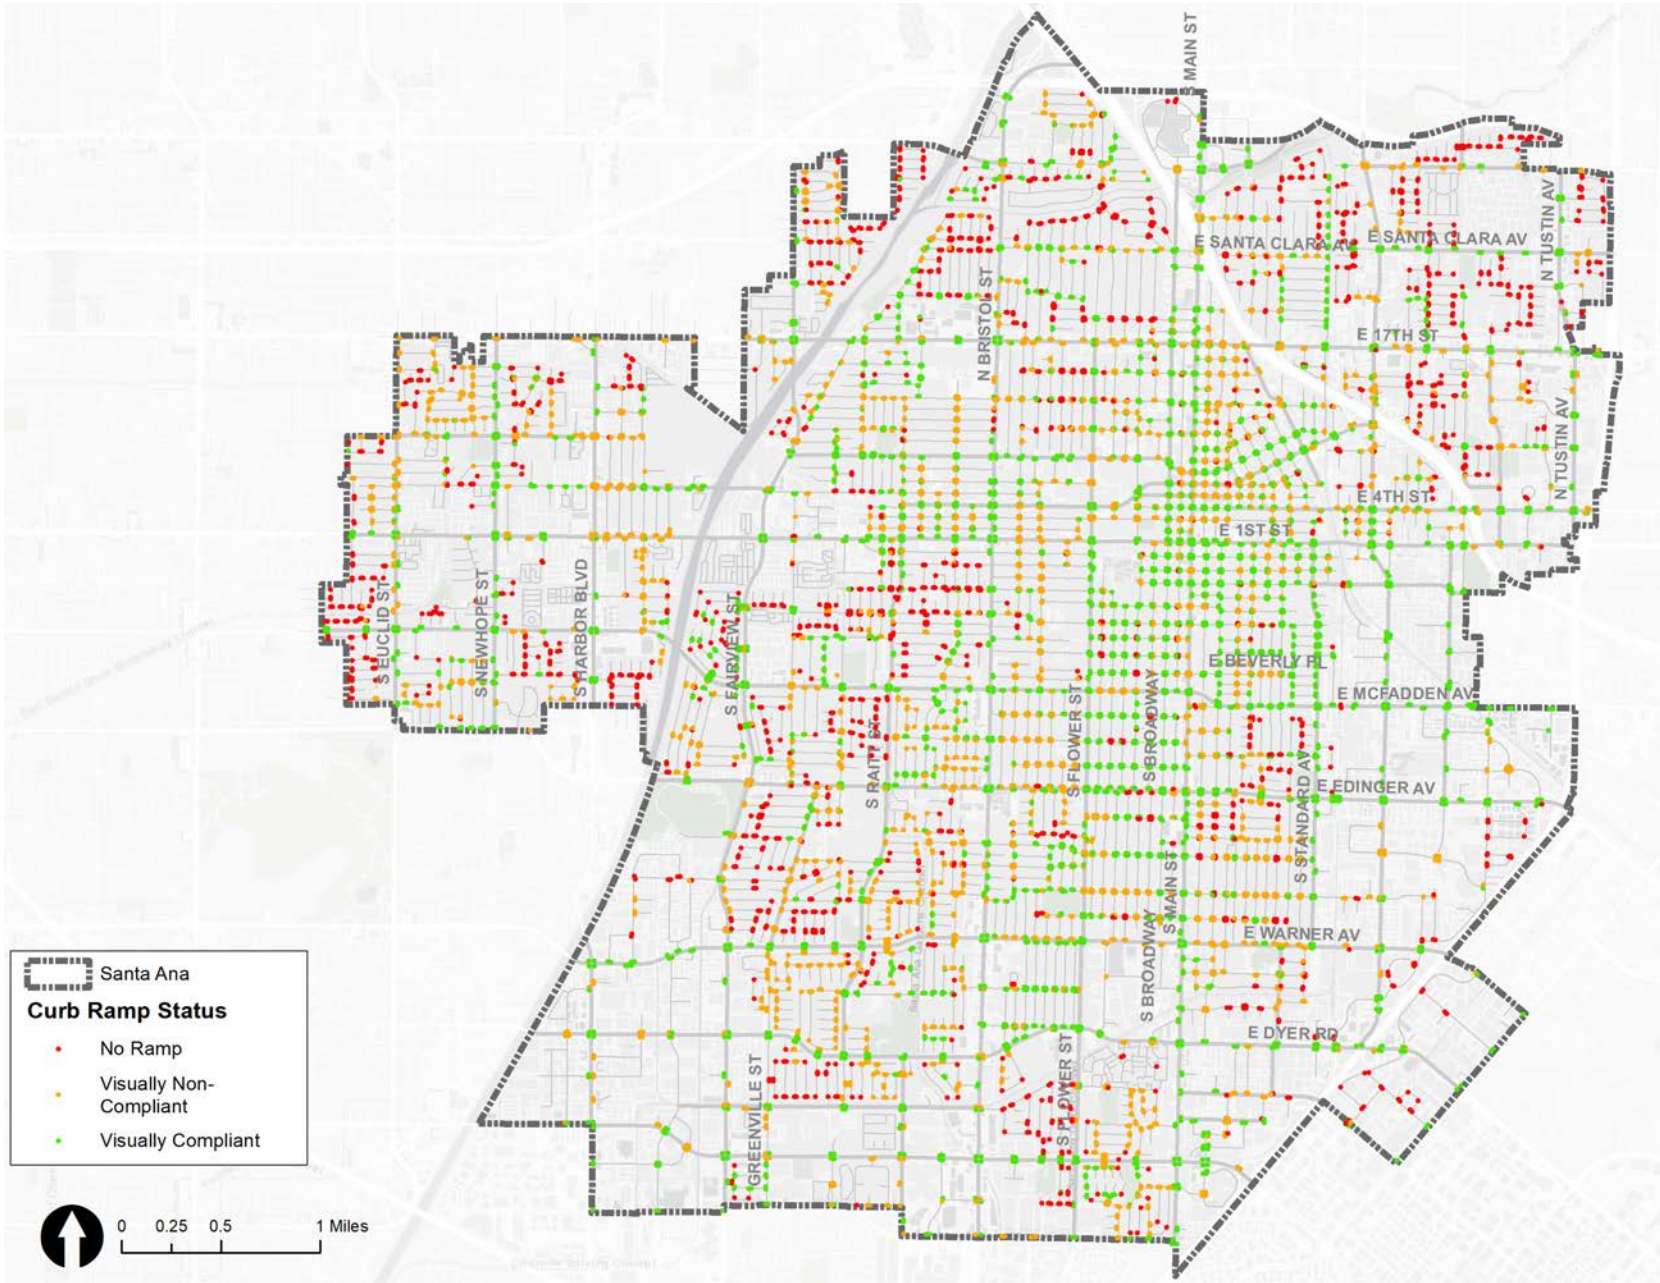 S MAIN ST
N TUSTIN AV
E SANTA CLARA AV
E SANTA CLARA AV
N BRISTOL ST
E 17TH ST
N TUSTIN AV
E 4TH ST
E 1ST ST
S EUCLID ST
S NEWHOPE ST
S HARBOR BLVD
S FAIRVIEW ST
E BEVERLY PL
E MCFADDEN AV
S RAITT ST
S FLOWER ST
S BROADWAY
S STANDARD AV
E EDINGER AV
S MAIN ST
E WARNER AV
S BROADWAY
E DYER RD
GREENVILLE ST
S FLOWER ST
Santa Ana
Curb Ramp Status
No Ramp
Visually Non-
Compliant
Visually Compliant
0 0.25 0.5 1 Miles